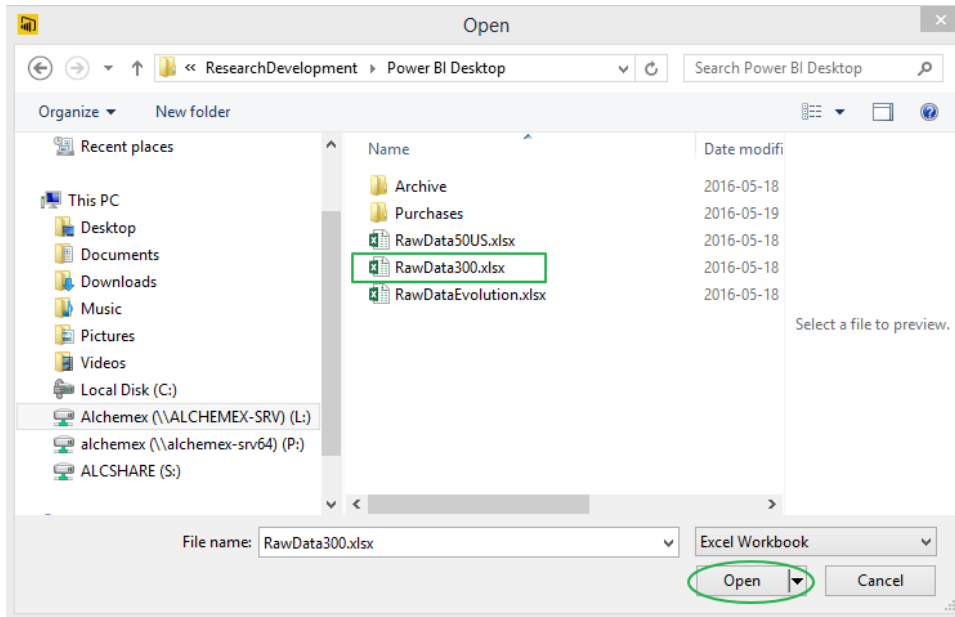 Open
« ResearchDevelopment Power BI Desktop Search Power BI Desktop
Organize New folder
Recent places
This PC
Desktop
Documents
Downloads
Music
Pictures
Videos
Local Disk (C:)
Alchemex (\\ALCHEMEX-SRV) (L:)
alchemex (\\alchemex-srv64) (P:)
ALCSHARE (S:)
Name Date modifi
Archive 2016-05-18
Purchases 2016-05-19
RawData50US.xlsx 2016-05-18
RawData300.xlsx 2016-05-18
RawDataEvolution.xlsx 2016-05-18
Select a file to preview.
File name: RawData300.xlsx Excel Workbook
Open Cancel